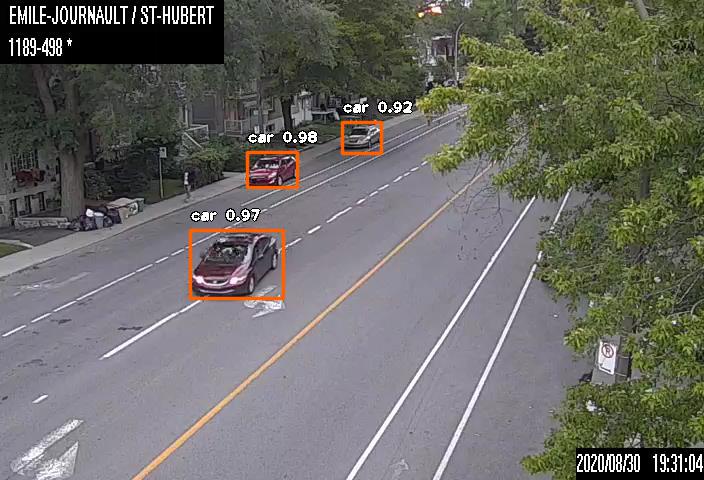 EMILE-JOURNAULT / ST-HUBERT
1189-498 *
car 0.92
car 0.98
car 0.97
2020/08/30 19:31:04